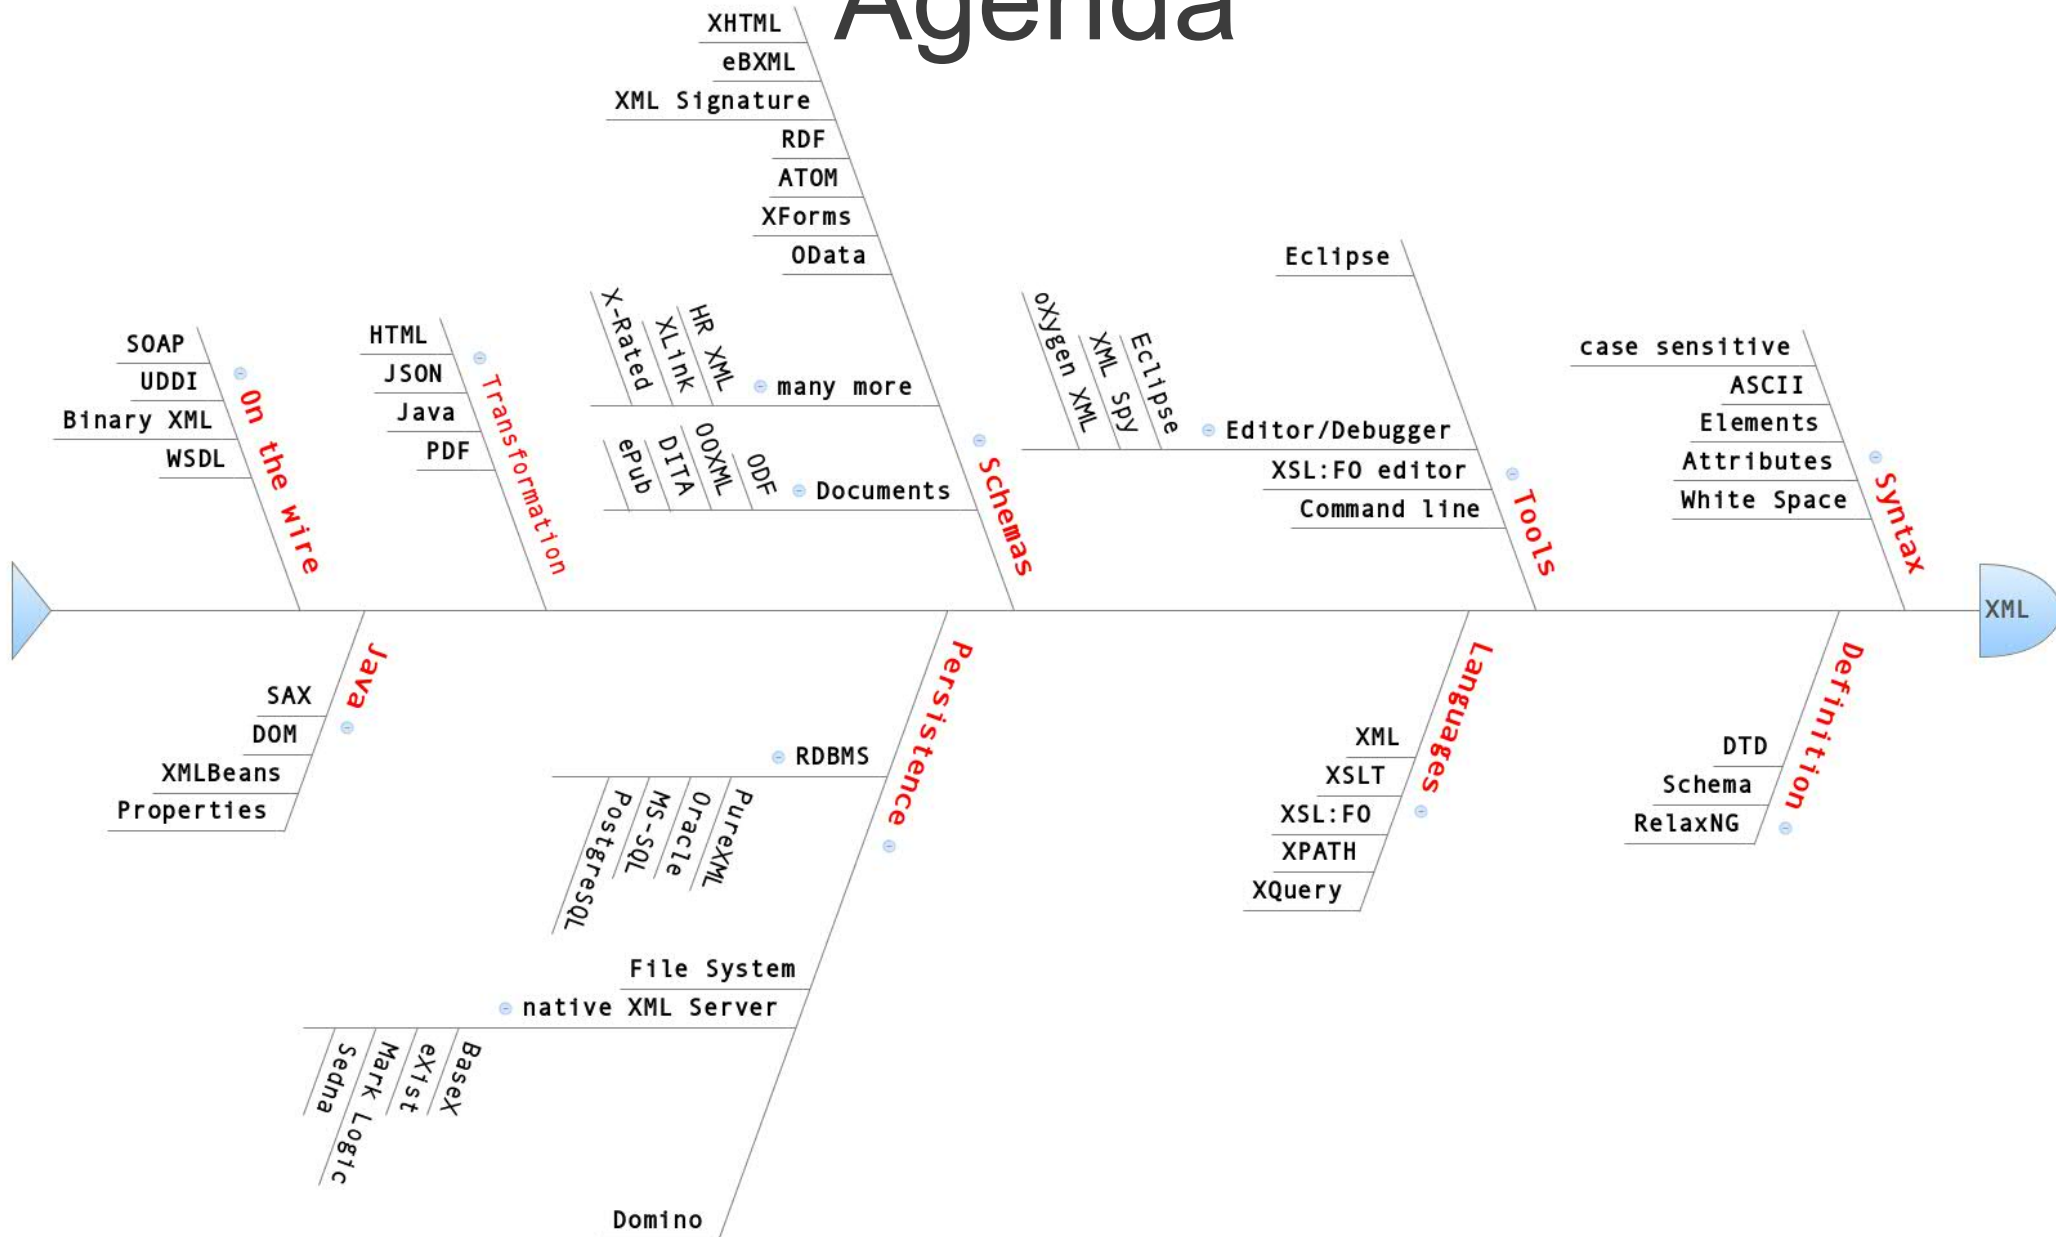 Agenda
XHTML
eBXML
XML Signature
RDF
ATOM
XForms
OData
X-Rated
XLink
HR XML
many more
ePub
DITA
OOXML
ODF
Documents
Schemas
SOAP
UDDI
Binary XML
WSDL
On the wire
HTML
JSON
Java
PDF
Transformation
Eclipse
oXygen XML
XML Spy
Eclipse
Editor/Debugger
XSL:FO editor
Command line
Tools
case sensitive
ASCII
Elements
Attributes
White Space
Syntax
XML
Java
SAX
DOM
XMLBeans
Properties
Persistence
RDBMS
PostgreSQL
MS-SQL
Oracle
PureXML
File System
native XML Server
Sedna
Mark Logic
eXist
BaseX
Domino
Languages
XML
XSLT
XSL:FO
XPATH
XQuery
Definition
DTD
Schema
RelaxNG